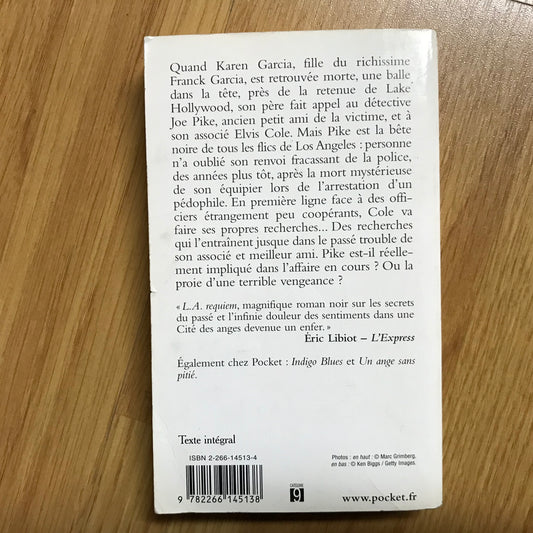 Quand Karen Garcia, fille du richissime
Franck Garcia, est retrouvée morte, une balle
dans la tête, près de la retenue de Lake
Hollywood, son père fait appel au détective
Joe Pike, ancien petit ami de la victime, et à
son associé Elvis Cole. Mais Pike est la bête
noire de tous les flics de Los Angeles : personne
n'a oublié son renvoi fracassant de la police,
des années plus tôt, après la mort mystérieuse
de son équipier lors de l'arrestation d'un
pédophile. En première ligne face à des offi-
ciers étrangement peu coopérants, Cole va
faire ses propres recherches... Des recherches
qui l'entraînent jusque dans le passé trouble de
son associé et meilleur ami. Pike est-il réelle-
ment impliqué dans l'affaire en cours ? Ou la
proie d'une terrible vengeance ?
« L.A. requiem, magnifique roman noir sur les secrets
du passé et l'infinie douleur des sentiments dans une
Cité des anges devenue un enfer. »
Éric Libiot – L'Express
Également chez Pocket : Indigo Blues et Un ange sans
pitié.
Texte intégral
Photos : en haut : © Marc Grimberg,
en bas : © Ken Biggs / Getty Images.
ISBN 2-266-14513-4
9 782266 145138
CATÉGORIE
9
www.pocket.fr